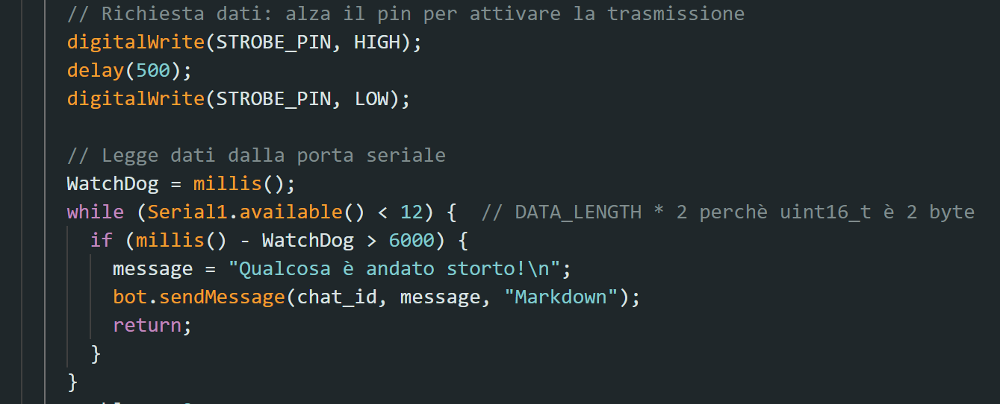 // Richiesta dati: alza il pin per attivare la trasmissione
digitalWrite(STROBE_PIN, HIGH);
delay(500);
digitalWrite(STROBE_PIN, LOW);
// Legge dati dalla porta seriale
WatchDog = millis();
while (Serial1.available() < 12) {  // DATA_LENGTH * 2 perchè uint16_t è 2 byte
if (millis() - WatchDog > 6000) {
message = "Qualcosa è andato storto!\n";
bot.sendMessage(chat_id, message, "Markdown");
return;
}
}